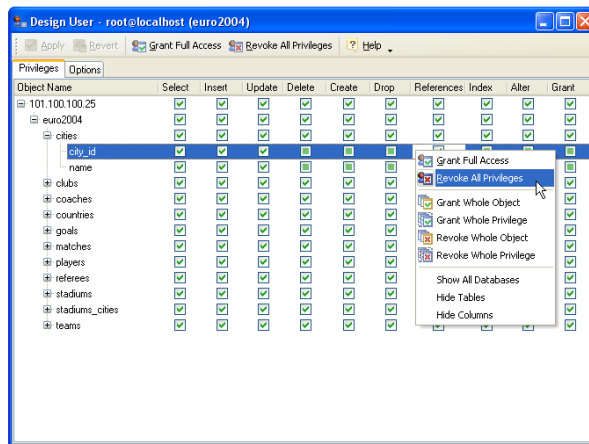 Design User - root@localhost (euro2004)
Apply Revert Grant Full Access Revoke All Privileges Help
Privileges Options
Object Name Select Insert Update Delete Create Drop References Index Alter Grant
101.100.100.25
euro2004
cities
city_id
name
clubs
coaches
countries
goals
matches
players
referees
stadiums
stadiums_cities
teams
Grant Full Access
Revoke All Privileges
Grant Whole Object
Grant Whole Privilege
Revoke Whole Object
Revoke Whole Privilege
Show All Databases
Hide Tables
Hide Columns